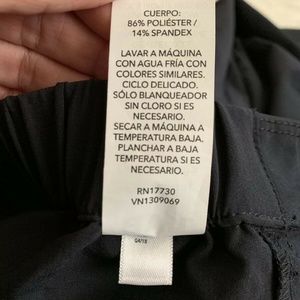 CUERPO:
86% POLIÉSTER /
14% SPANDEX
LAVAR A MÁQUINA
CON AGUA FRÍA CON
COLORES SIMILARES.
CICLO DELICADO.
SÓLO BLANQUEADOR
SIN CLORO SI ES
NECESARIO.
SECAR A MÁQUINA A
TEMPERATURA BAJA.
PLANCHAR A BAJA
TEMPERATURA SI ES
NECESARIO.
RN17730
VN1309069